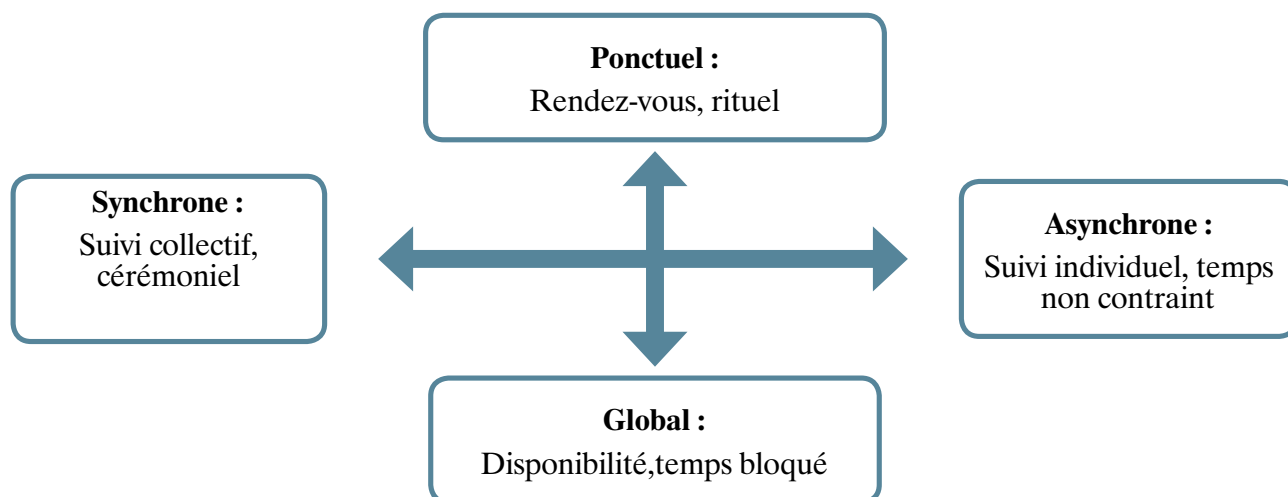 Ponctuel :
Rendez-vous, rituel
Synchrone :
Suivi collectif,
cérémoniel
Asynchrone :
Suivi individuel, temps
non contraint
Global :
Disponibilité,temps bloqué